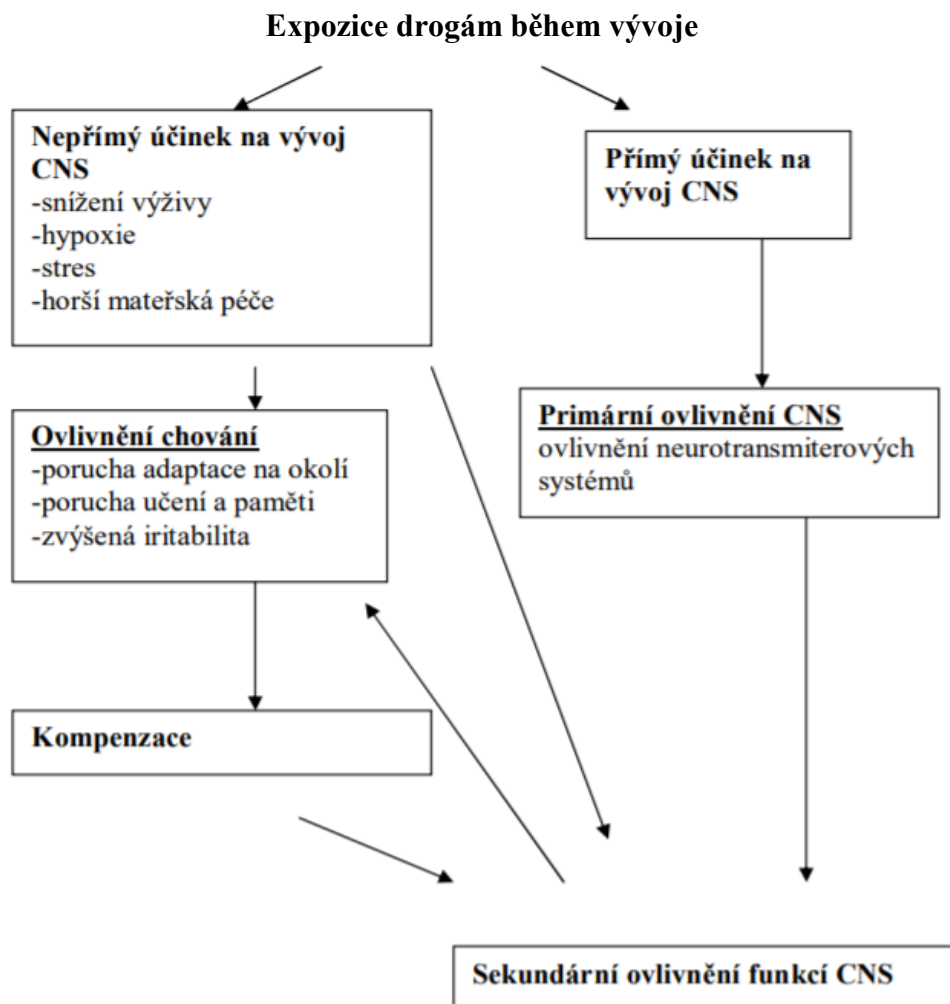 Expozice drogám během vývoje
Nepřímý účinek na vývoj
CNS
-snížení výživy
-hypoxie
-stres
-horší mateřská péče
Přímý účinek na
vývoj CNS
Ovlivnění chování
-porucha adaptace na okolí
-porucha učení a paměti
-zvýšená iritabilita
Primární ovlivnění CNS
ovlivnění neurotransmiterových
systémů
Kompenzace
Sekundární ovlivnění funkcí CNS